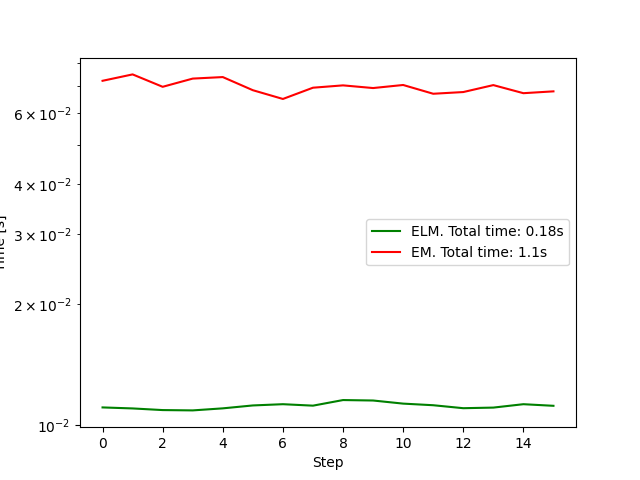 6 × 10⁻²
4 × 10⁻²
3 × 10⁻²
2 × 10⁻²
10⁻²
ELM. Total time: 0.18s
EM. Total time: 1.1s
0 2 4 6 8 10 12 14
Step